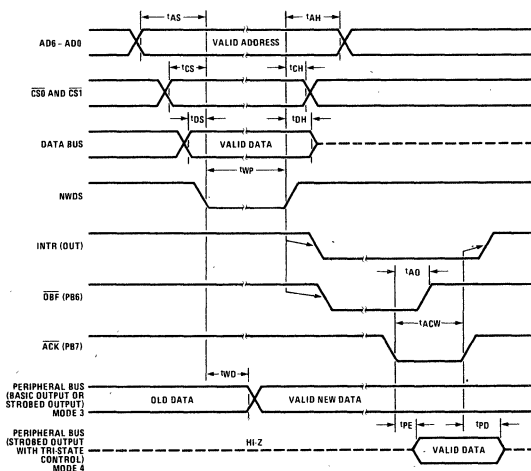 tAS
tAH
AD6 - AD0
VALID ADDRESS
tCS
tCH
CS0 AND CS1
tDS
tDH
DATA BUS
VALID DATA
tWP
NWDS
INTR (OUT)
tAO
OBF (PB6)
tACW
ACK (PB7)
tWD
PERIPHERAL BUS
(BASIC OUTPUT OR
STROBED OUTPUT)
MODE 3
OLD DATA
VALID NEW DATA
tPE
tPD
PERIPHERAL BUS
(STROBED OUTPUT
WITH TRI-STATE
CONTROL)
MODE 4
HI-Z
VALID DATA